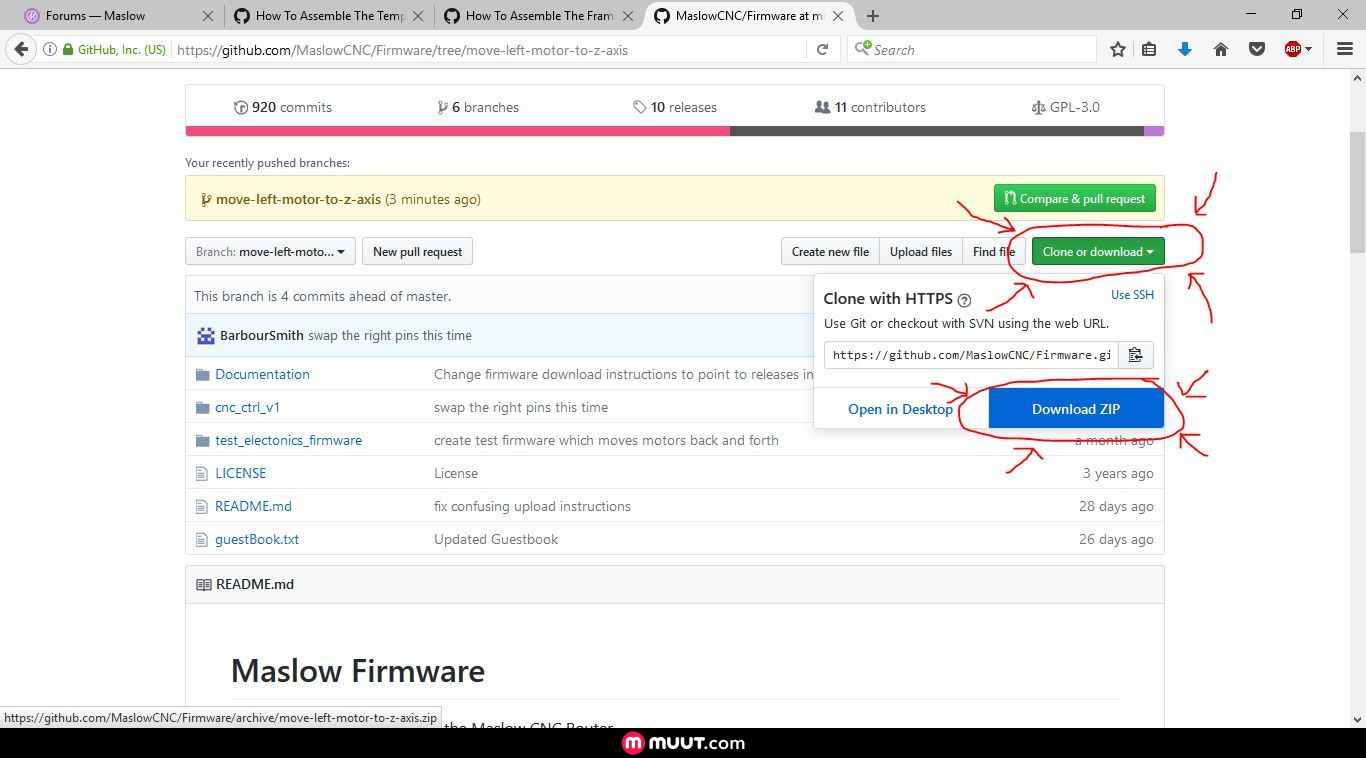 Forums — Maslow
How To Assemble The Temp
How To Assemble The Fram
MaslowCNC/Firmware at m
GitHub, Inc. (US)
https://github.com/MaslowCNC/Firmware/tree/move-left-motor-to-z-axis
Search
ABP
920 commits
6 branches
10 releases
11 contributors
GPL-3.0
Your recently pushed branches:
move-left-motor-to-z-axis (3 minutes ago)
Compare & pull request
Branch: move-left-moto...
New pull request
Create new file
Upload files
Find file
Clone or download
This branch is 4 commits ahead of master.
BarbourSmith swap the right pins this time
Clone with HTTPS ?
Use SSH
Use Git or checkout with SVN using the web URL.
https://github.com/MaslowCNC/Firmware.gi
Open in Desktop
Download ZIP
Documentation
Change firmware download instructions to point to releases in
cnc_ctrl_v1
swap the right pins this time
test_electonics_firmware
create test firmware which moves motors back and forth
a month ago
LICENSE
License
3 years ago
README.md
fix confusing upload instructions
28 days ago
guestBook.txt
Updated Guestbook
26 days ago
README.md
Maslow Firmware
the Maslow CNC Router
https://github.com/MaslowCNC/Firmware/archive/move-left-motor-to-z-axis.zip
muut.com